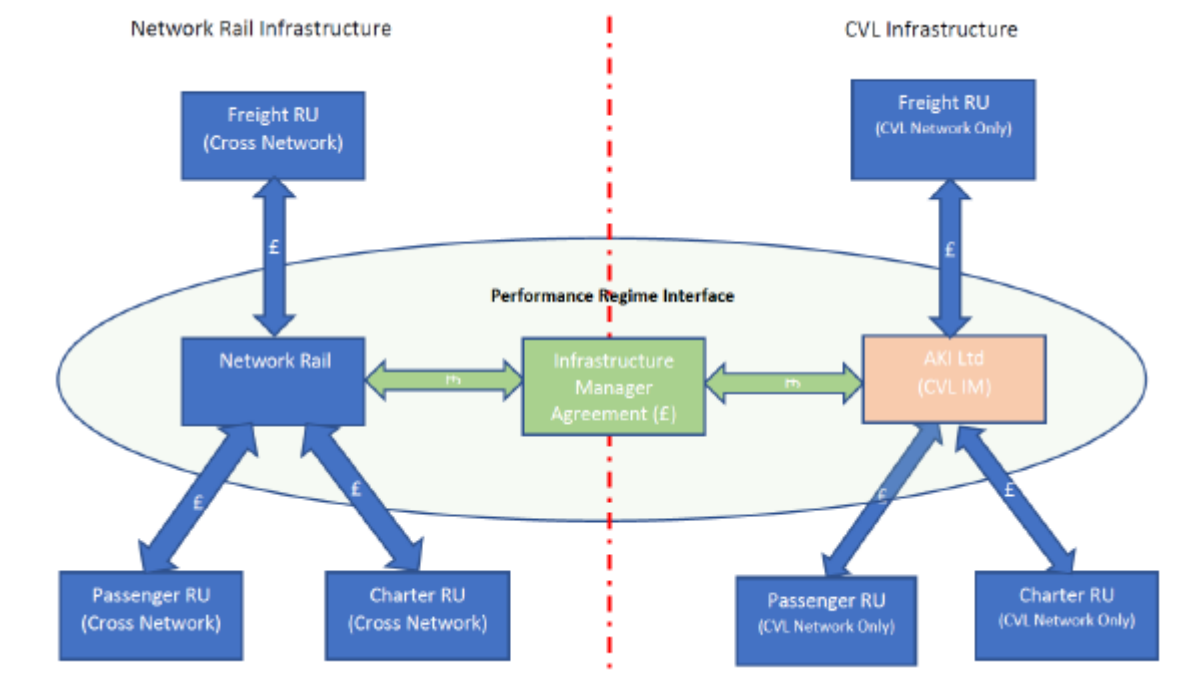 Network Rail Infrastructure
CVL Infrastructure
Freight RU
(Cross Network)
Freight RU
(CVL Network Only)
£
£
Performance Regime Interface
Network Rail
£
Infrastructure
Manager
Agreement (£)
£
AKI Ltd
(CVL IM)
£
£
£
£
Passenger RU
(Cross Network)
Charter RU
(Cross Network)
Passenger RU
(CVL Network Only)
Charter RU
(CVL Network Only)